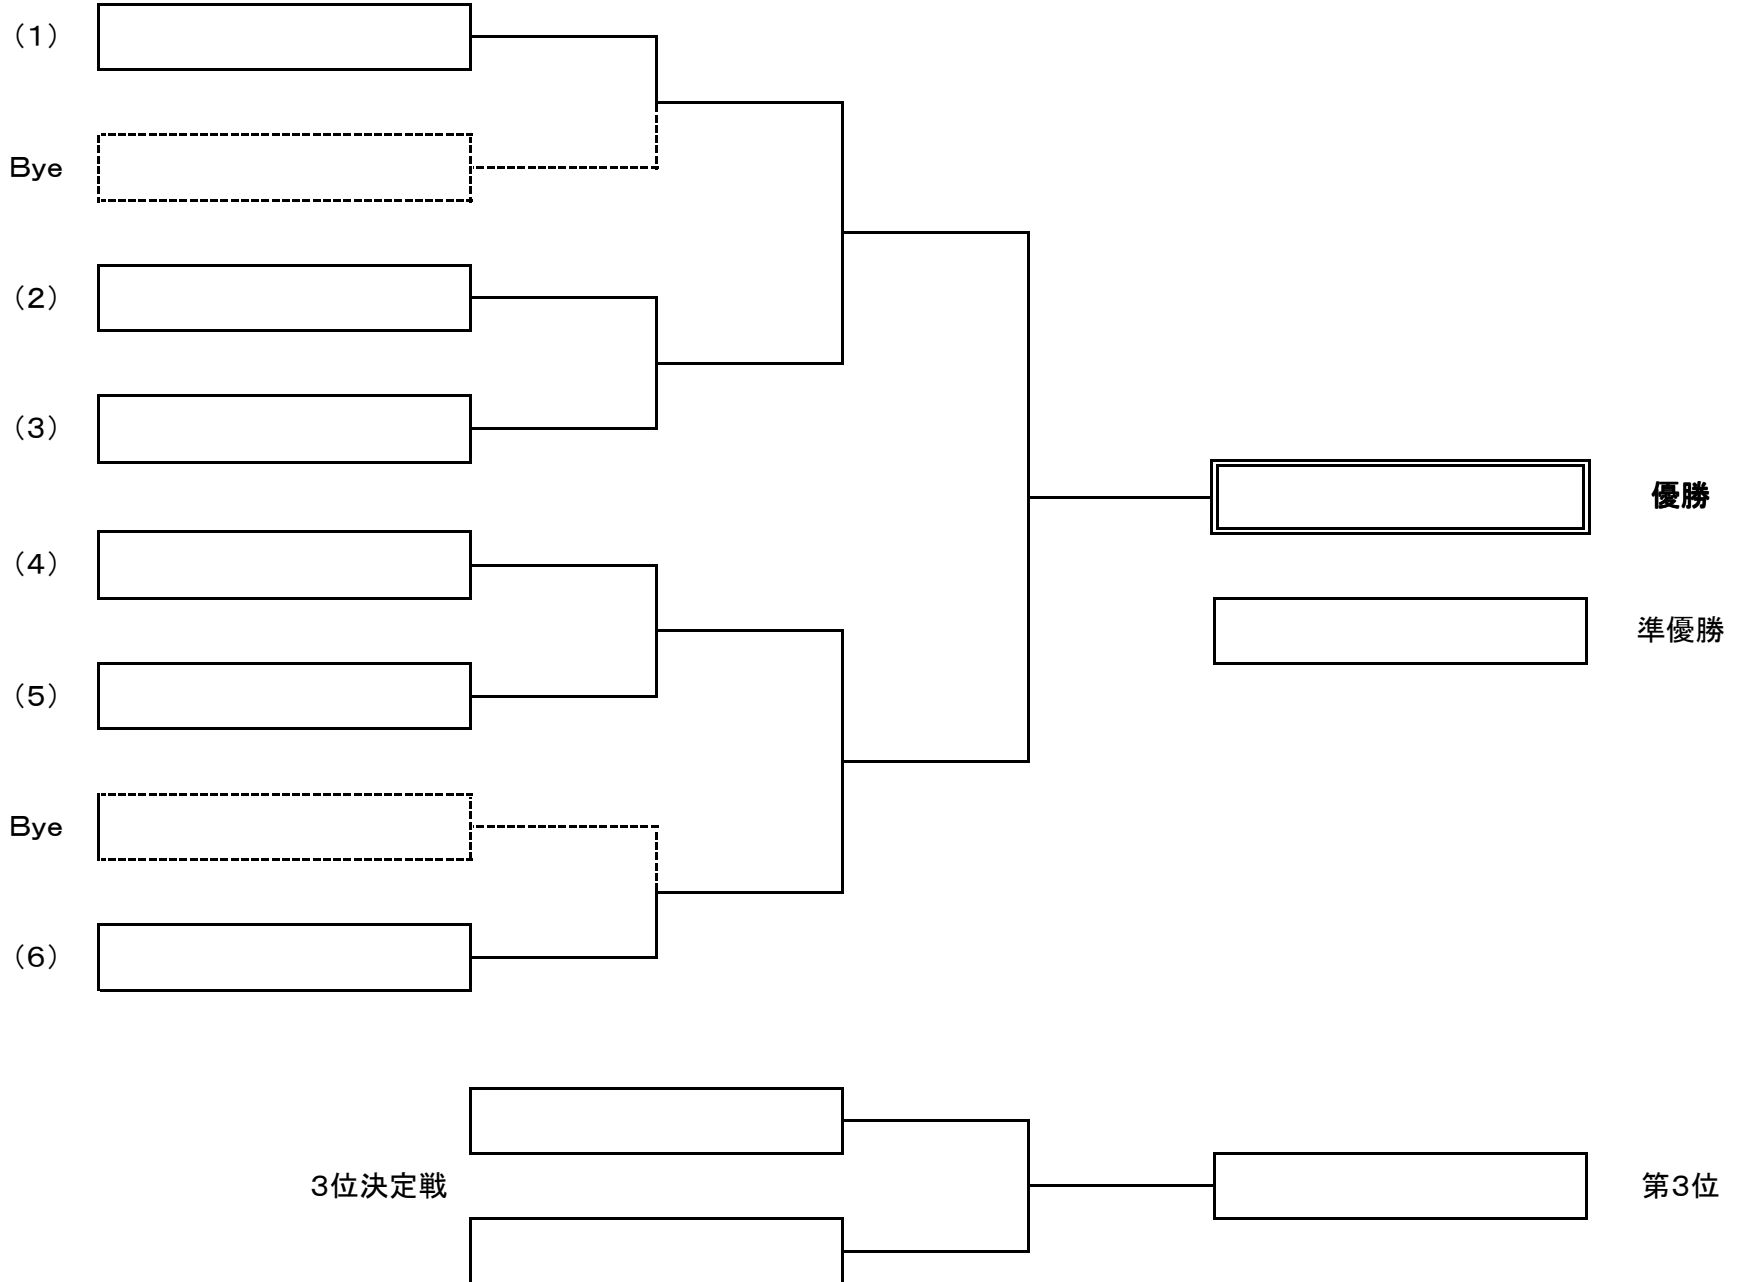 （1）
Bye
（2）
（3）
優勝
（4）
準優勝
（5）
Bye
（6）
3位決定戦
第3位